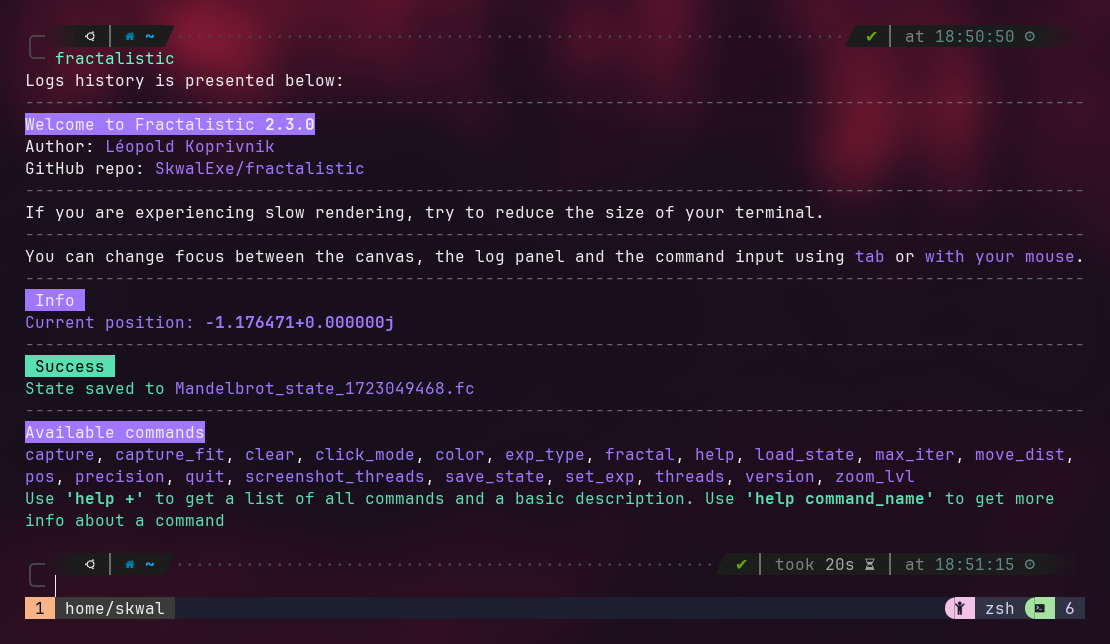 ~ ✔ at 18:50:50
fractalistic
Logs history is presented below:
Welcome to Fractalistic 2.3.0
Author: Léopold Koprivnik
GitHub repo: SkwalExe/fractalistic
If you are experiencing slow rendering, try to reduce the size of your terminal.
You can change focus between the canvas, the log panel and the command input using tab or with your mouse.
Info
Current position: -1.176471+0.000000j
Success
State saved to Mandelbrot_state_1723049468.fc
Available commands
capture, capture_fit, clear, click_mode, color, exp_type, fractal, help, load_state, max_iter, move_dist,
pos, precision, quit, screenshot_threads, save_state, set_exp, threads, version, zoom_lvl
Use 'help +' to get a list of all commands and a basic description. Use 'help command_name' to get more
info about a command
~ ✔ took 20s at 18:51:15
1 home/skwal zsh 6